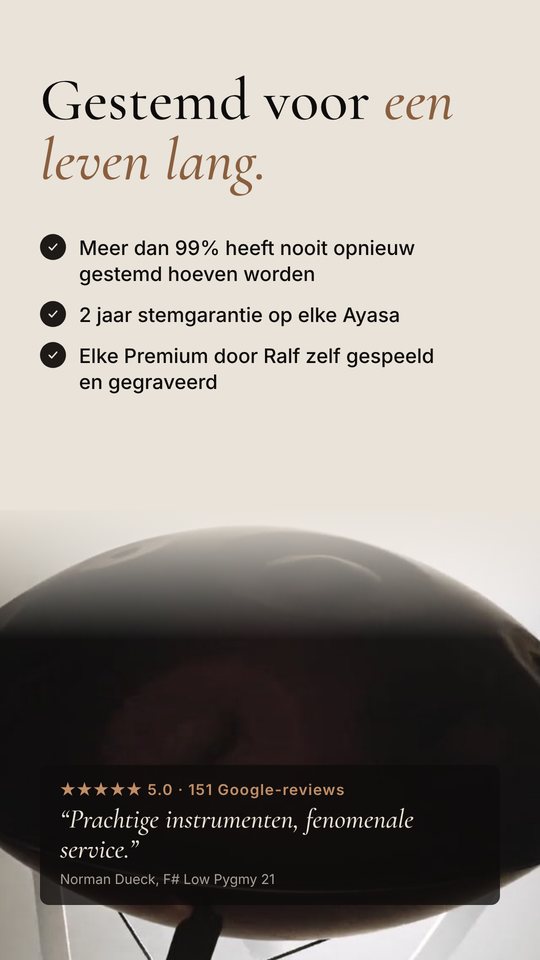 Gestemd voor een
leven lang.
Meer dan 99% heeft nooit opnieuw
gestemd hoeven worden
2 jaar stemgarantie op elke Ayasa
Elke Premium door Ralf zelf gespeeld
en gegraveerd
★★★★★ 5.0 · 151 Google-reviews
“Prachtige instrumenten, fenomenale
service.”
Norman Dueck, F# Low Pygmy 21